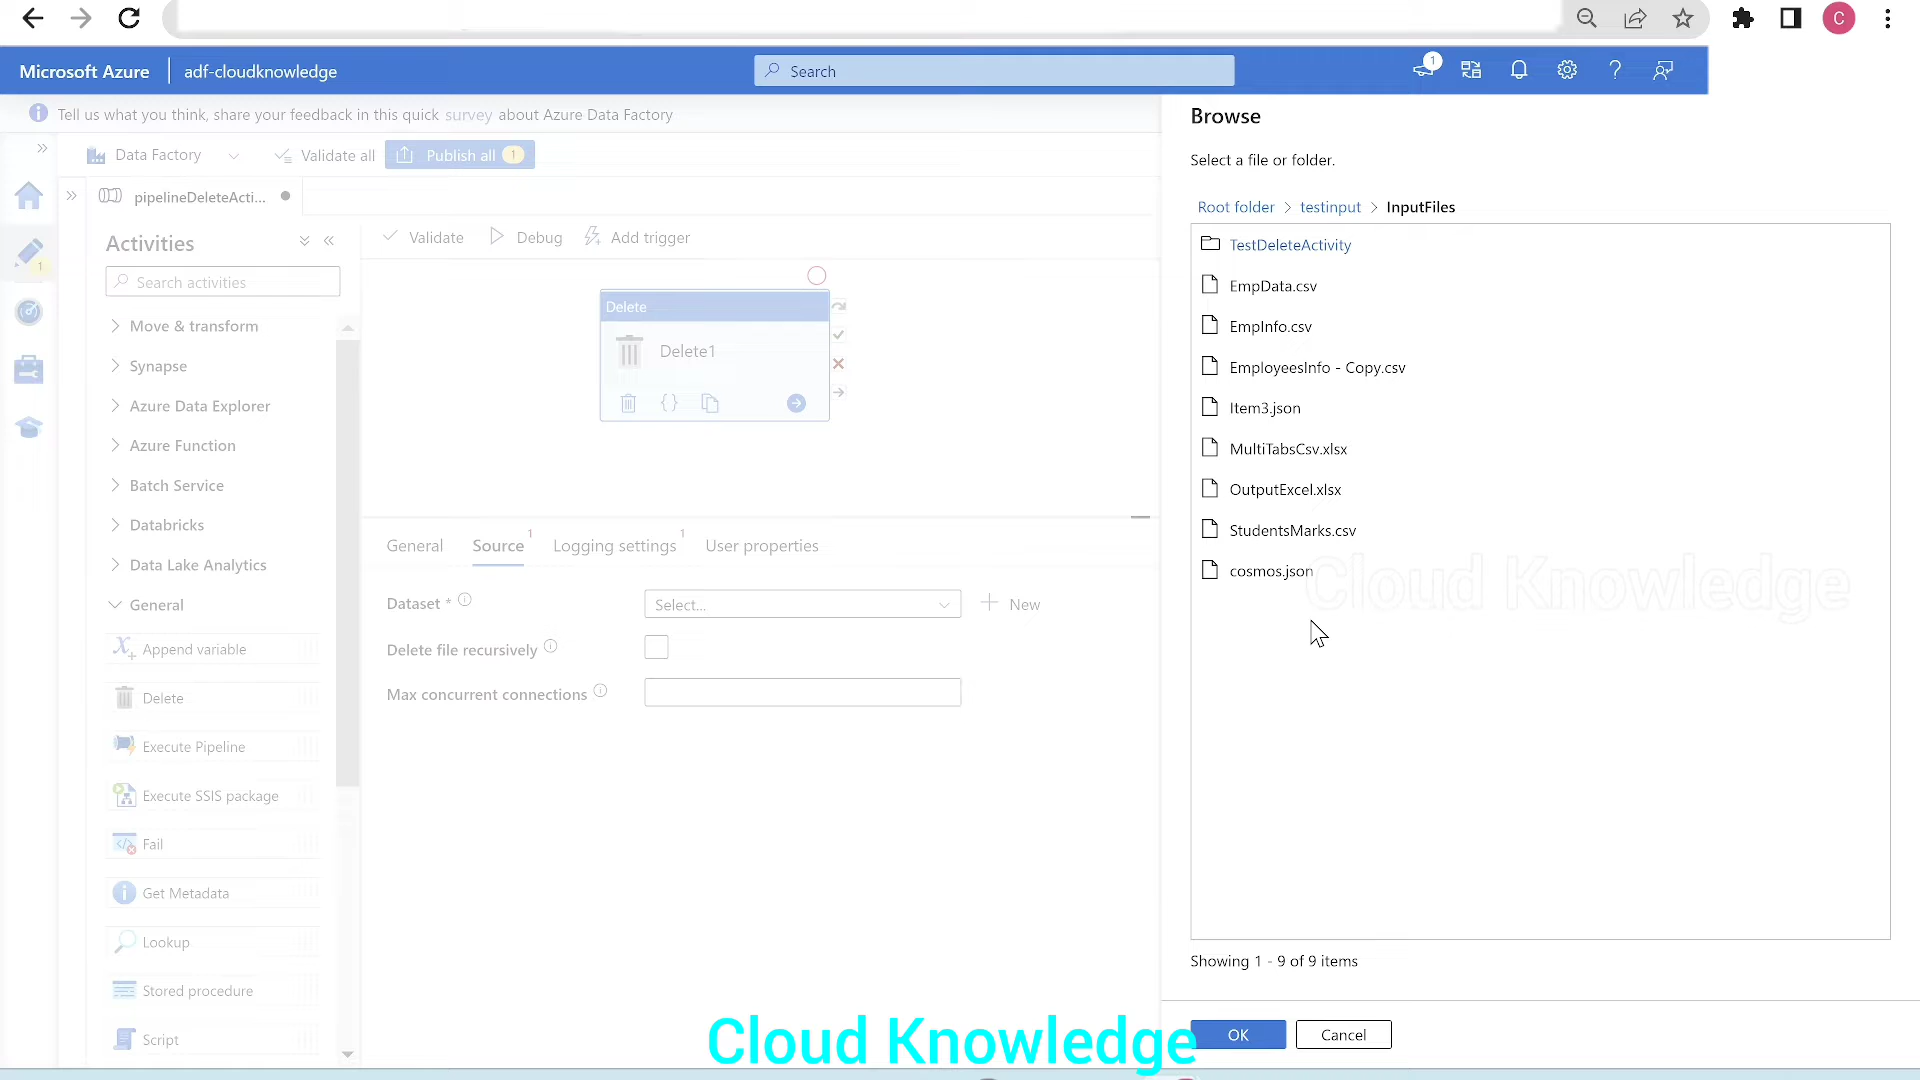 C
Microsoft Azure
adf-cloudknowledge
Search
1
Tell us what you think, share your feedback in this quick survey about Azure Data Factory
Data Factory
Validate all
Publish all 1
1
pipelineDeleteActi...
Activities
Search activities
Move & transform
Synapse
Azure Data Explorer
Azure Function
Batch Service
Databricks
Data Lake Analytics
General
Append variable
Delete
Execute Pipeline
Execute SSIS package
Fail
Get Metadata
Lookup
Stored procedure
Script
Validate
Debug
Add trigger
Delete
Delete1
General
Source 1
Logging settings 1
User properties
Dataset *
Select...
New
Delete file recursively
Max concurrent connections
Browse
Select a file or folder.
Root folder > testinput > InputFiles
TestDeleteActivity
EmpData.csv
EmpInfo.csv
EmployeesInfo - Copy.csv
Item3.json
MultiTabsCsv.xlsx
OutputExcel.xlsx
StudentsMarks.csv
cosmos.json
Cloud Knowledge
Showing 1 - 9 of 9 items
OK
Cancel
Cloud Knowledge